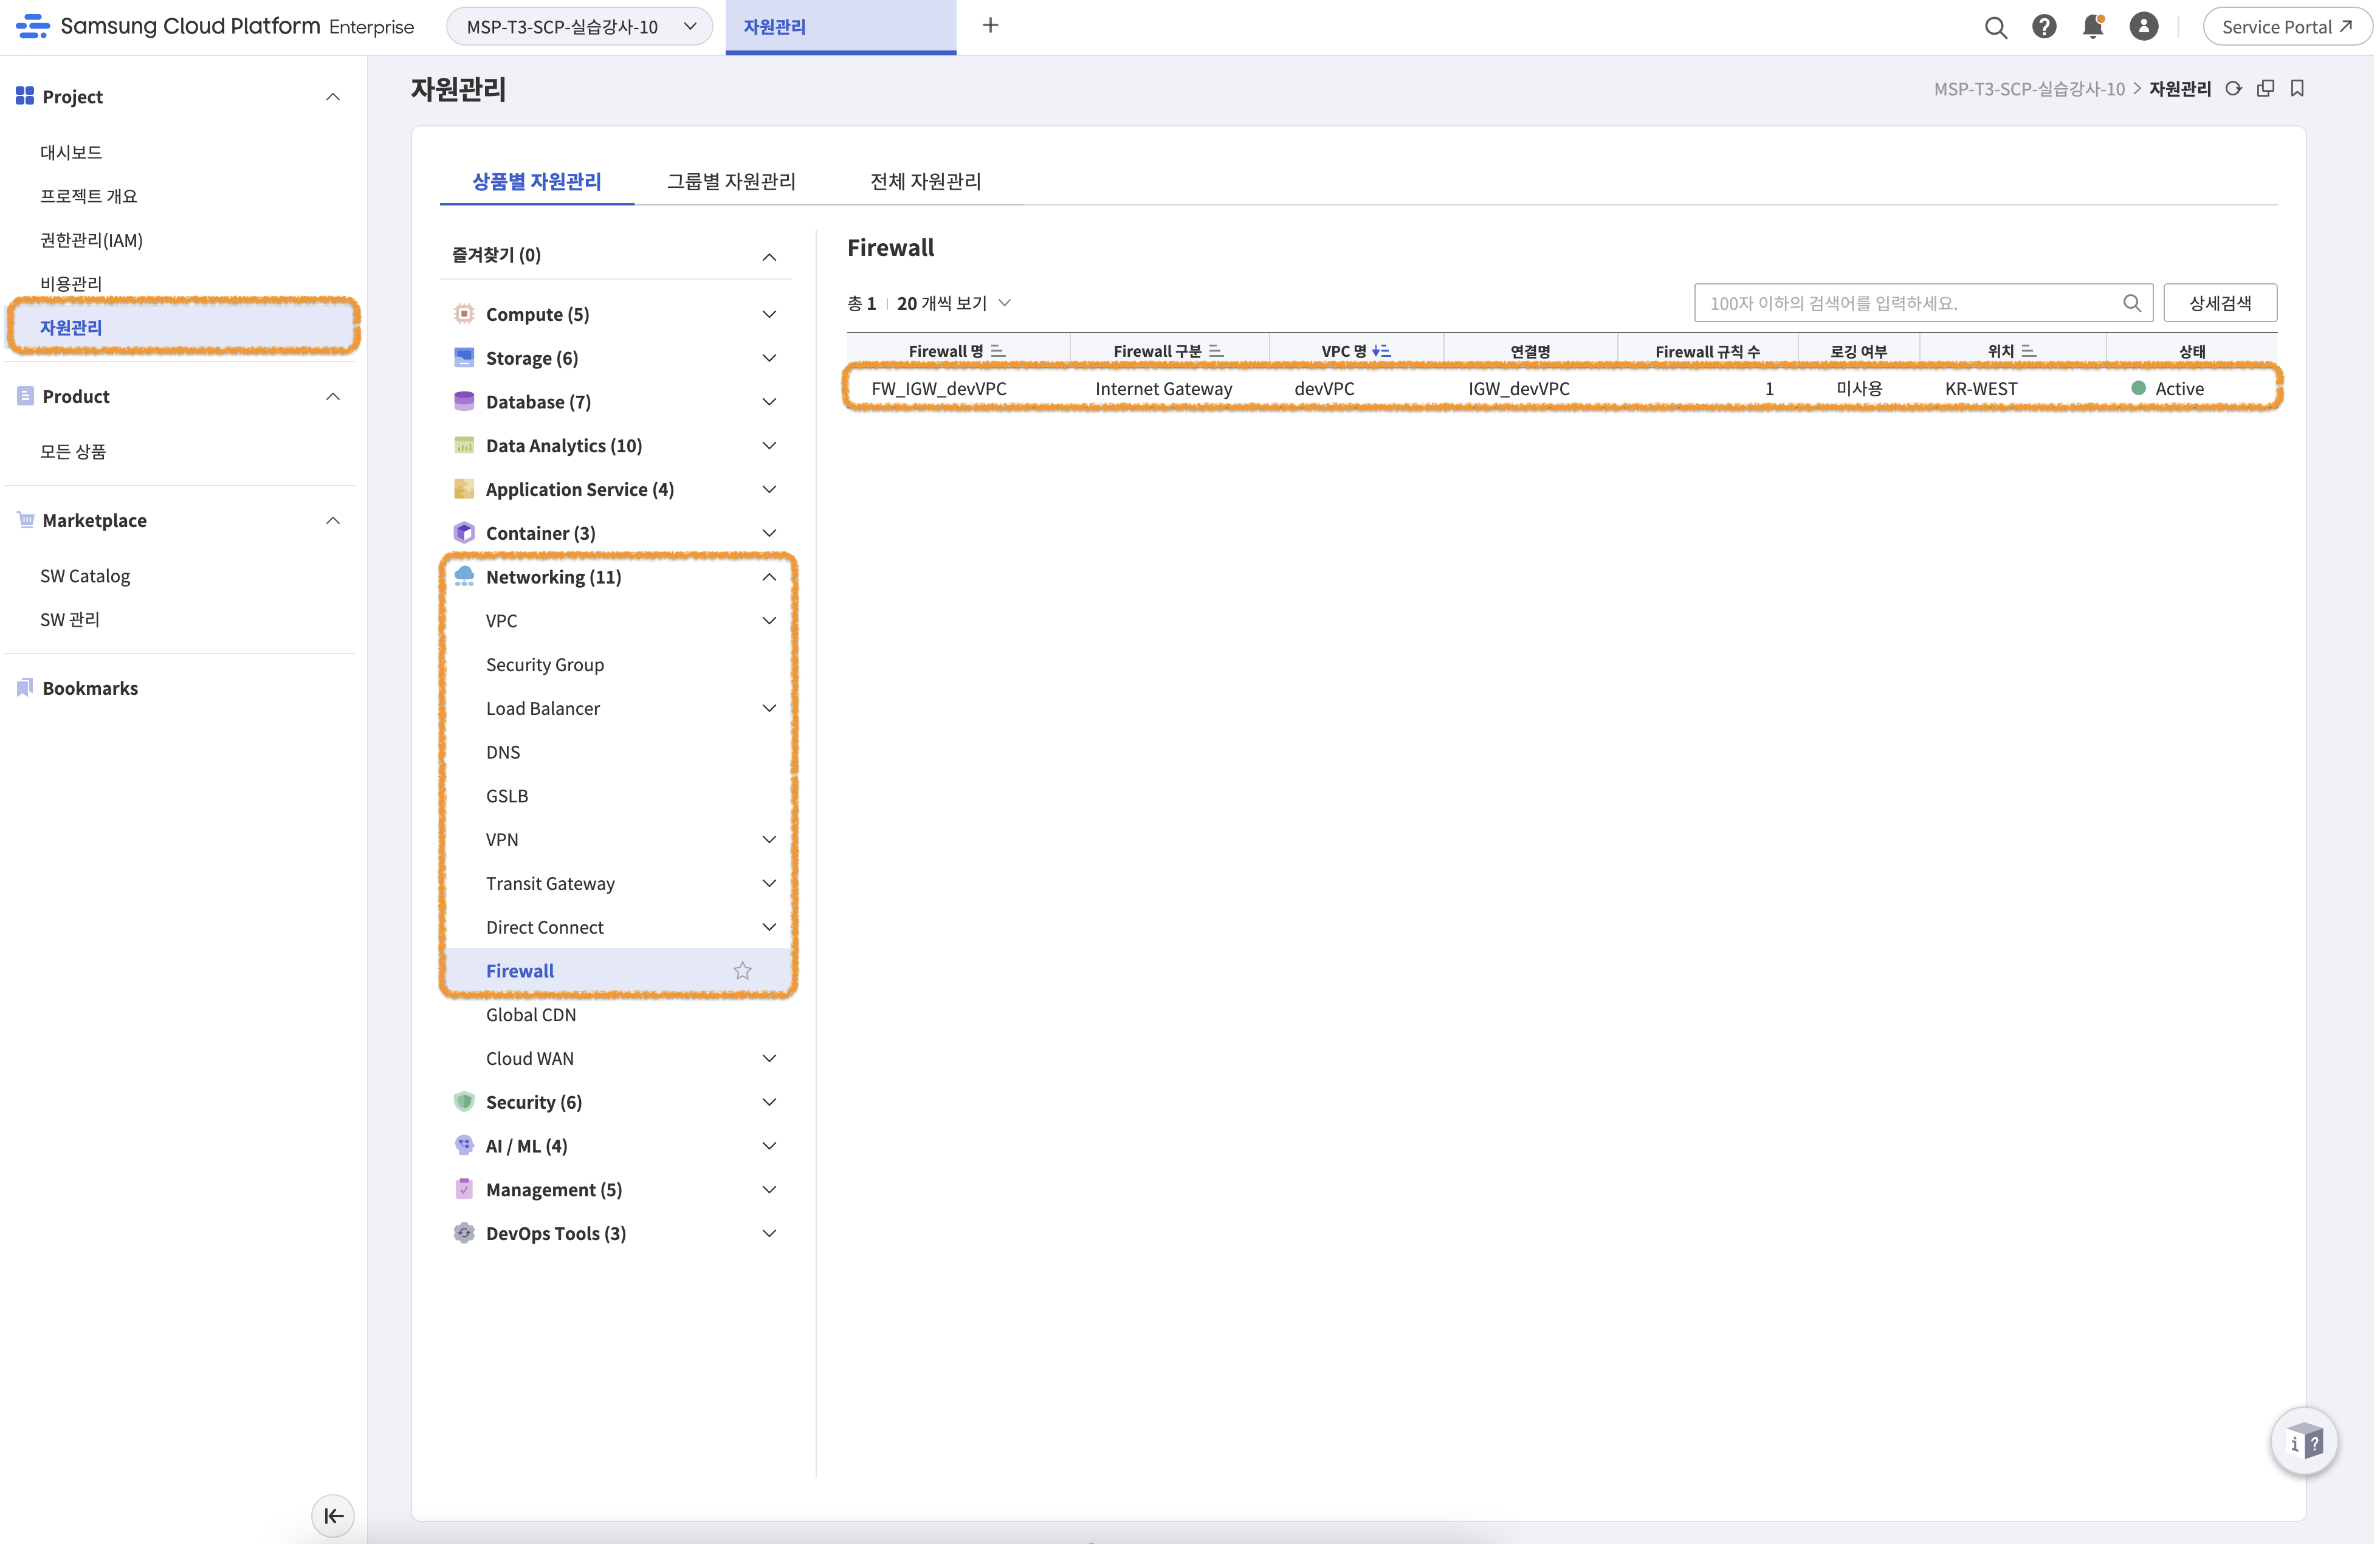 Samsung Cloud Platform Enterprise
MSP-T3-SCP-실습강사-10
자원관리
Service Portal
Project
대시보드
프로젝트 개요
권한관리(IAM)
비용관리
자원관리
Product
모든 상품
Marketplace
SW Catalog
SW 관리
Bookmarks
자원관리
MSP-T3-SCP-실습강사-10 > 자원관리
상품별 자원관리 그룹별 자원관리 전체 자원관리
즐겨찾기 (0)
Compute (5)
Storage (6)
Database (7)
Data Analytics (10)
Application Service (4)
Container (3)
Networking (11)
VPC
Security Group
Load Balancer
DNS
GSLB
VPN
Transit Gateway
Direct Connect
Firewall
Global CDN
Cloud WAN
Security (6)
AI / ML (4)
Management (5)
DevOps Tools (3)
Firewall
총 1 | 20 개씩 보기
100자 이하의 검색어를 입력하세요.
상세검색
Firewall 명 Firewall 구분 VPC 명 연결명 Firewall 규칙 수 로깅 여부 위치 상태
FW_IGW_devVPC Internet Gateway devVPC IGW_devVPC 1 미사용 KR-WEST Active
i ?